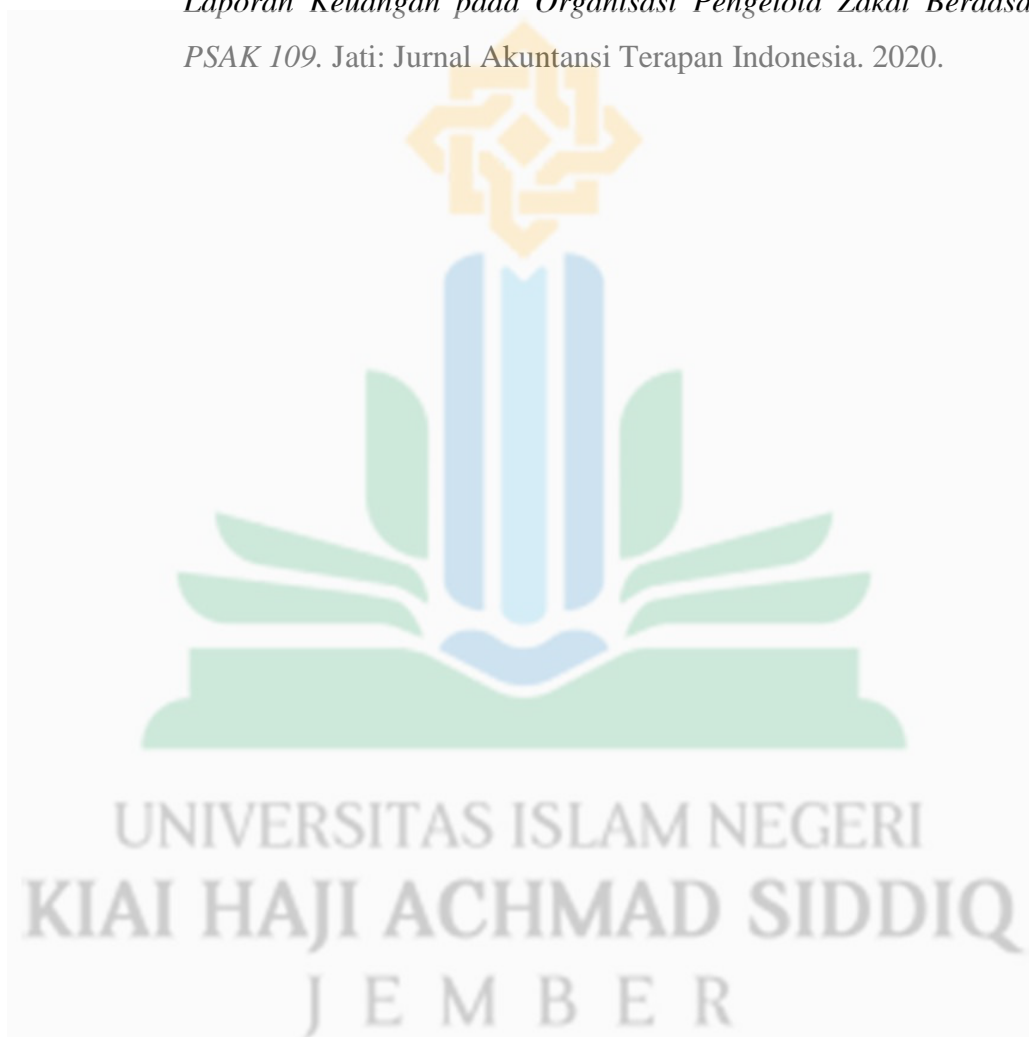 Laporan Keuangan pada Organisasi Pengelola Zakat
PSAK 109. Jati: Jurnal Akuntansi Terapan Indonesia. 2020.
UNIVERSITAS ISLAM NEGERI
KIAI HAJI ACHMAD SIDDIQ
JEMBER